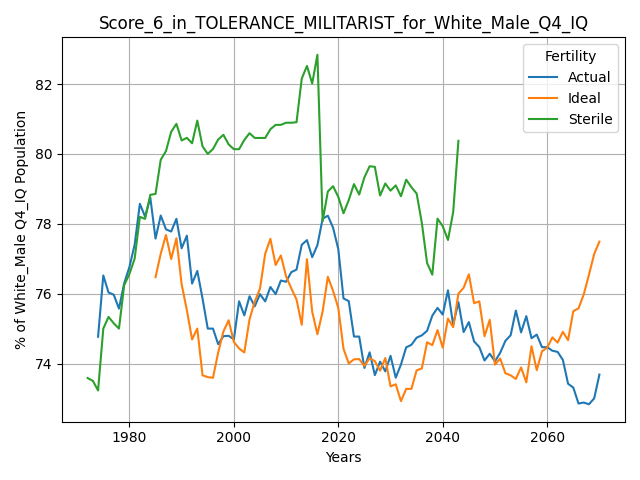 Score_6_in_TOLERANCE_MILITARIST_for_White_Male_Q4_IQ
% of White_Male Q4_IQ Population
82
80
78
76
74
Fertility
Actual
Ideal
Sterile
1980 2000 2020 2040 2060
Years